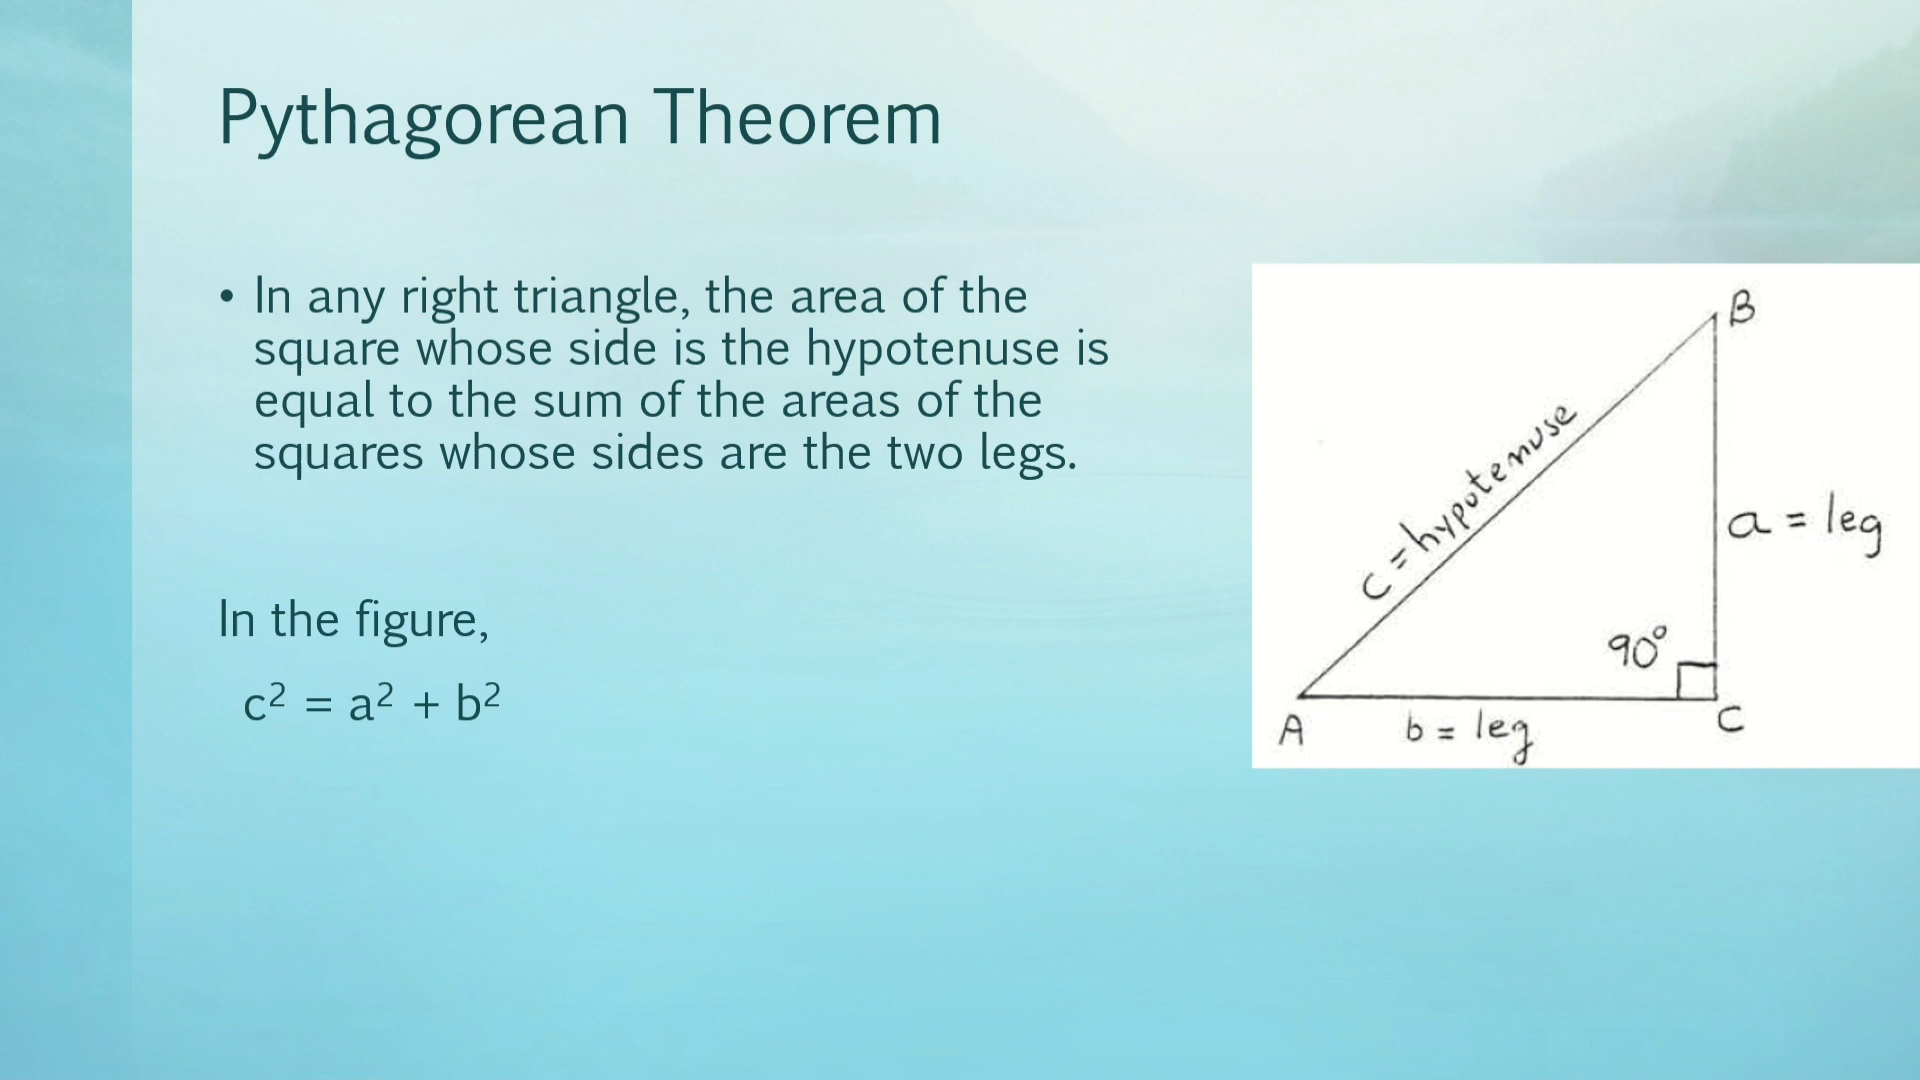 Pythagorean Theorem
• In any right triangle, the area of the
square whose side is the hypotenuse is
equal to the sum of the areas of the
squares whose sides are the two legs.
In the figure,
c² = a² + b²
B
c = hypotenuse
a = leg
90°
A
b = leg
C